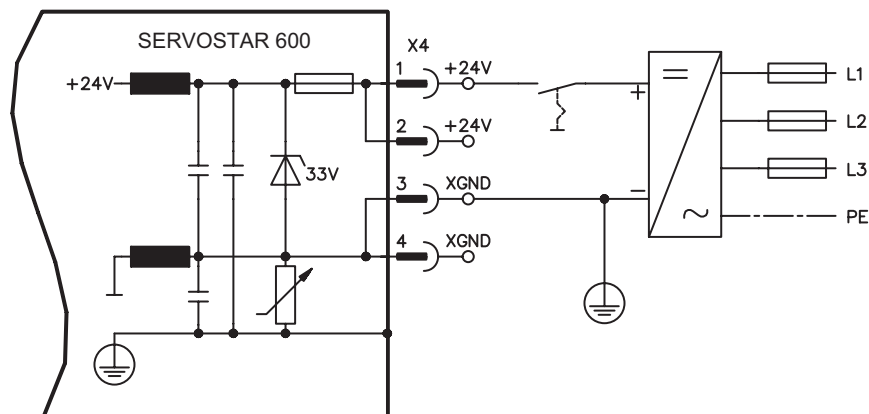 SERVOSTAR 600
X4
+24V
1
+24V
2
+24V
33V
3
XGND
4
XGND
+
−
L1
L2
L3
PE